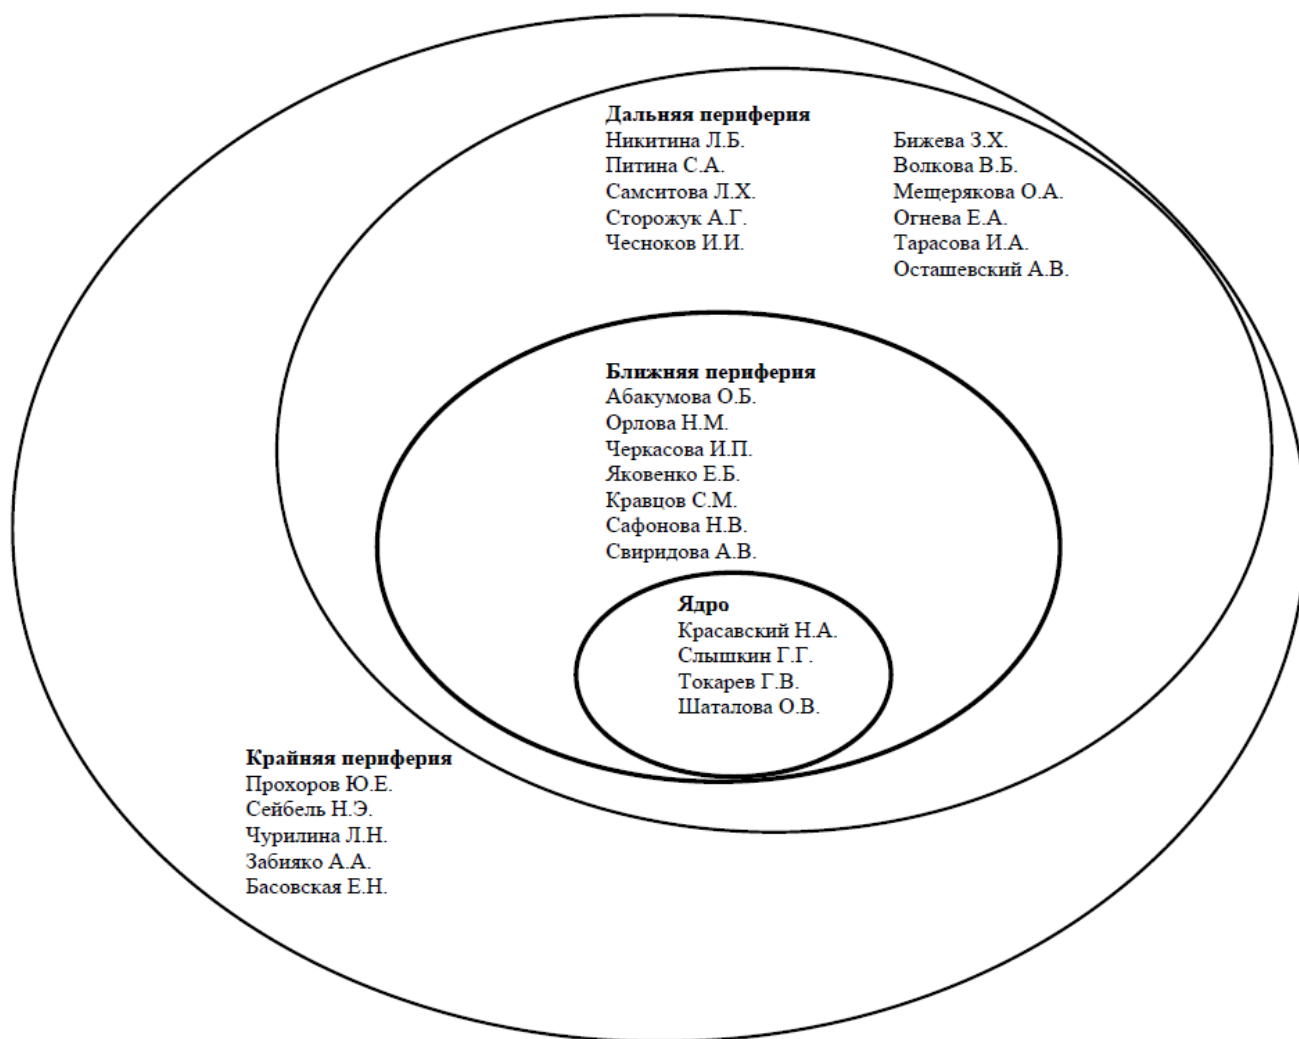 Дальняя периферия
Никитина Л.Б.
Питина С.А.
Самситова Л.Х.
Сторожук А.Г.
Чесноков И.И.
Бижева З.Х.
Волкова В.Б.
Мещерякова О.А.
Огнева Е.А.
Тарасова И.А.
Осташевский А.В.
Ближняя периферия
Абакумова О.Б.
Орлова Н.М.
Черкасова И.П.
Яковенко Е.Б.
Кравцов С.М.
Сафонова Н.В.
Свиридова А.В.
Ядро
Красавский Н.А.
Слышкин Г.Г.
Токарев Г.В.
Шаталова О.В.
Крайняя периферия
Прохоров Ю.Е.
Сейбель Н.Э.
Чурилина Л.Н.
Забияко А.А.
Басовская Е.Н.